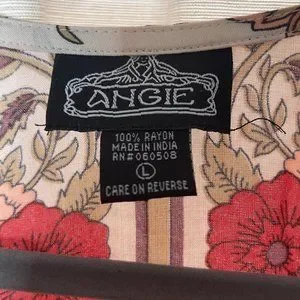 ANGIE
100% RAYON
MADE IN INDIA
RN#060508
L
CARE ON REVERSE